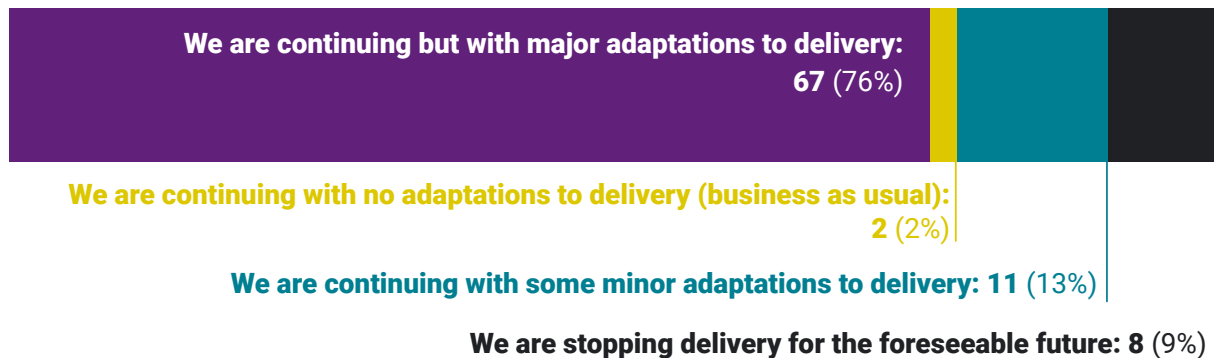 We are continuing but with major adaptations to delivery:
67 (76%)
We are continuing with no adaptations to delivery (business as usual):
2 (2%)
We are continuing with some minor adaptations to delivery: 11 (13%)
We are stopping delivery for the foreseeable future: 8 (9%)